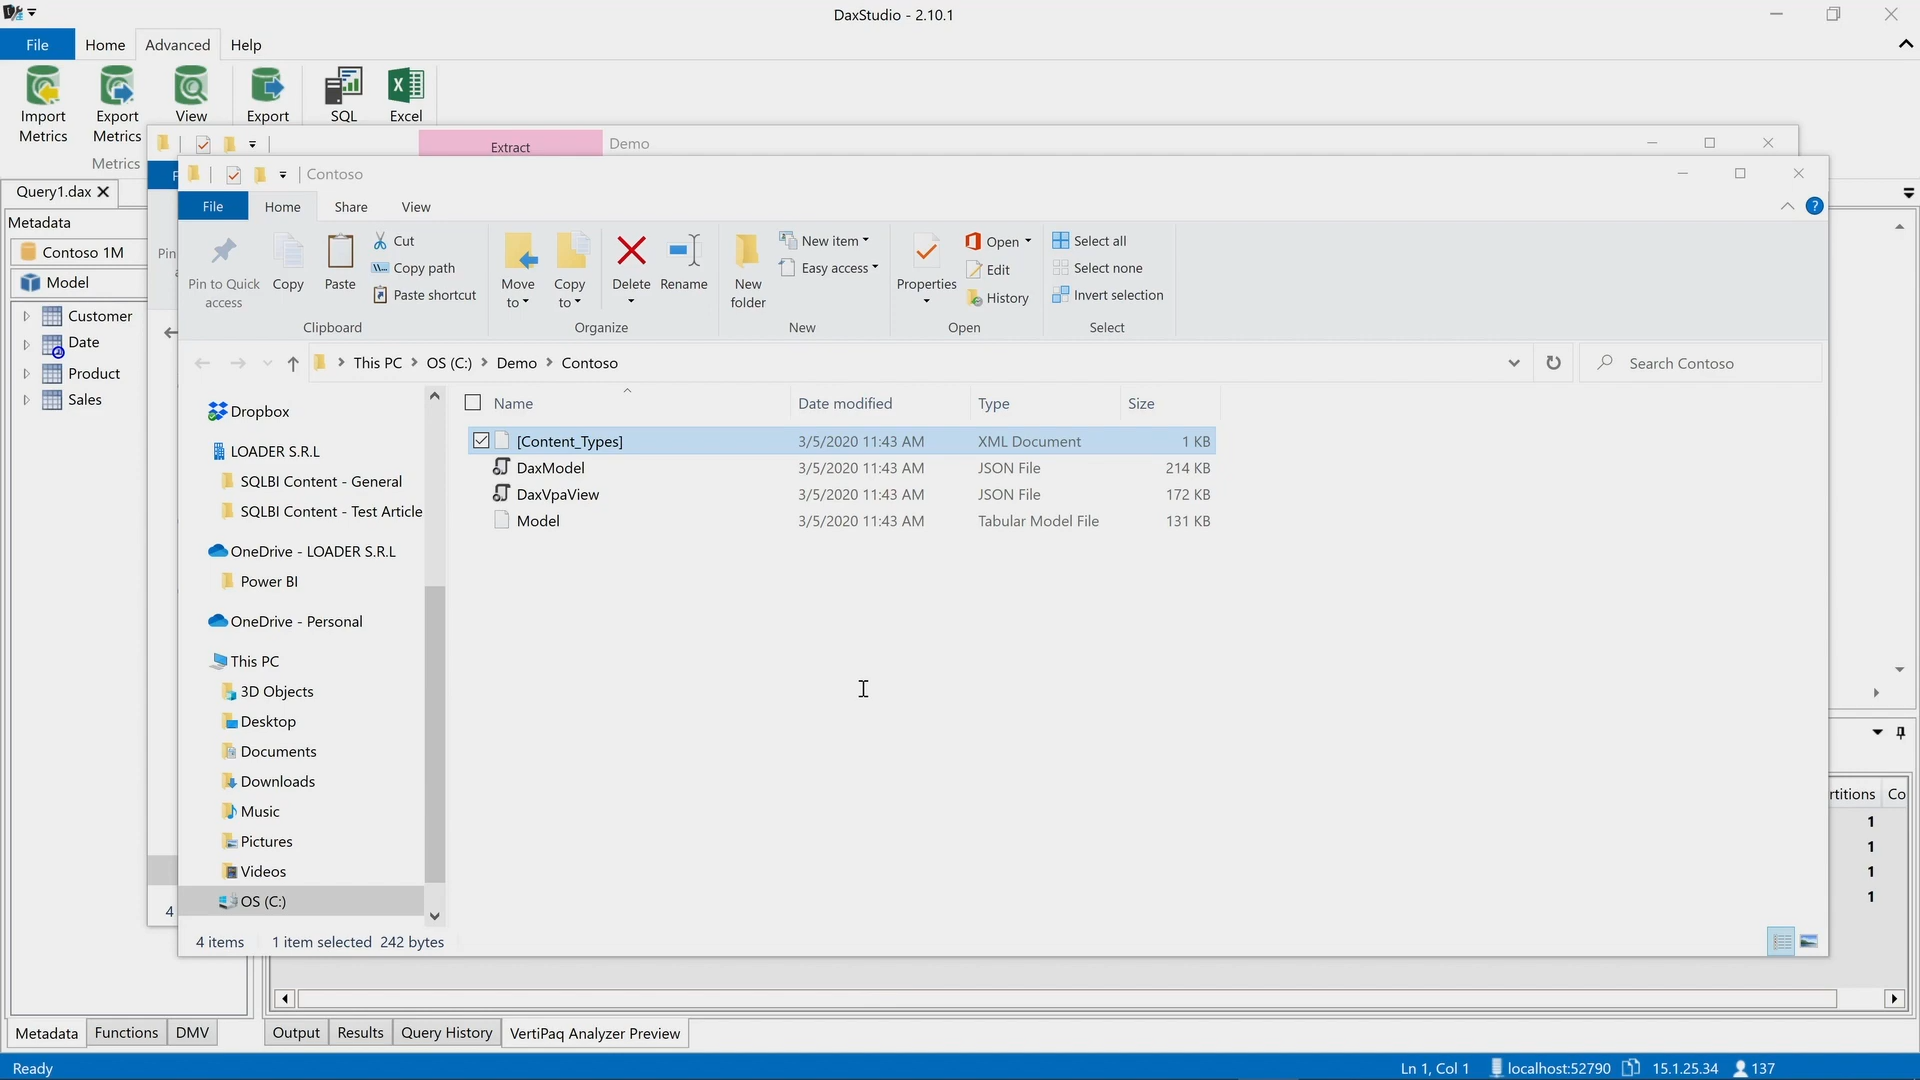 DaxStudio - 2.10.1
File Home Advanced Help
Import Metrics
Export Metrics
View
Export
SQL
Excel
Metrics
Extract Demo
Contoso
Query1.dax
File Home Share View
Metadata
Contoso 1M
Model
Customer
Date
Product
Sales
Pin to Quick access
Copy
Paste
Cut
Copy path
Paste shortcut
Clipboard
Move to
Copy to
Delete
Rename
Organize
New folder
New item
Easy access
New
Properties
Open
Edit
History
Open
Select all
Select none
Invert selection
Select
This PC > OS (C:) > Demo > Contoso
Search Contoso
Dropbox
LOADER S.R.L
SQLBI Content - General
SQLBI Content - Test Article
OneDrive - LOADER S.R.L
Power BI
OneDrive - Personal
This PC
3D Objects
Desktop
Documents
Downloads
Music
Pictures
Videos
OS (C:)
Name Date modified Type Size
[Content_Types] 3/5/2020 11:43 AM XML Document 1 KB
DaxModel 3/5/2020 11:43 AM JSON File 214 KB
DaxVpaView 3/5/2020 11:43 AM JSON File 172 KB
Model 3/5/2020 11:43 AM Tabular Model File 131 KB
rtitions Co
1
1
1
1
4
4 items 1 item selected 242 bytes
Metadata Functions DMV
Output Results Query History VertiPaq Analyzer Preview
Ready
Ln 1, Col 1 localhost:52790 15.1.25.34 137